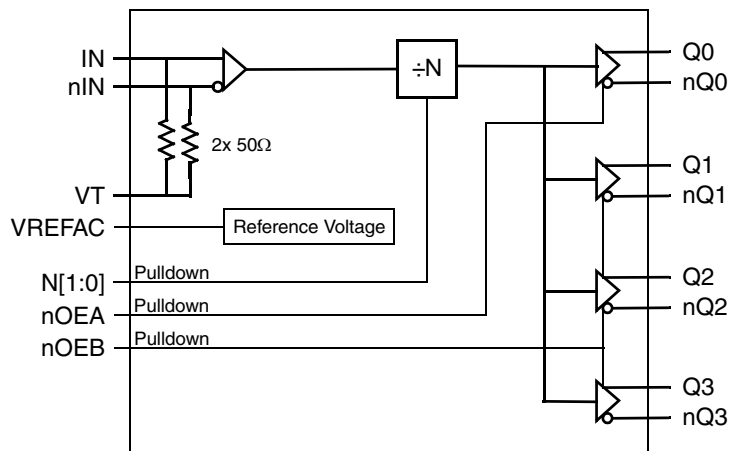 IN
nIN
÷N
2x 50Ω
VT
VREFAC
Reference Voltage
N[1:0]
Pulldown
nOEA
Pulldown
nOEB
Pulldown
Q0
nQ0
Q1
nQ1
Q2
nQ2
Q3
nQ3